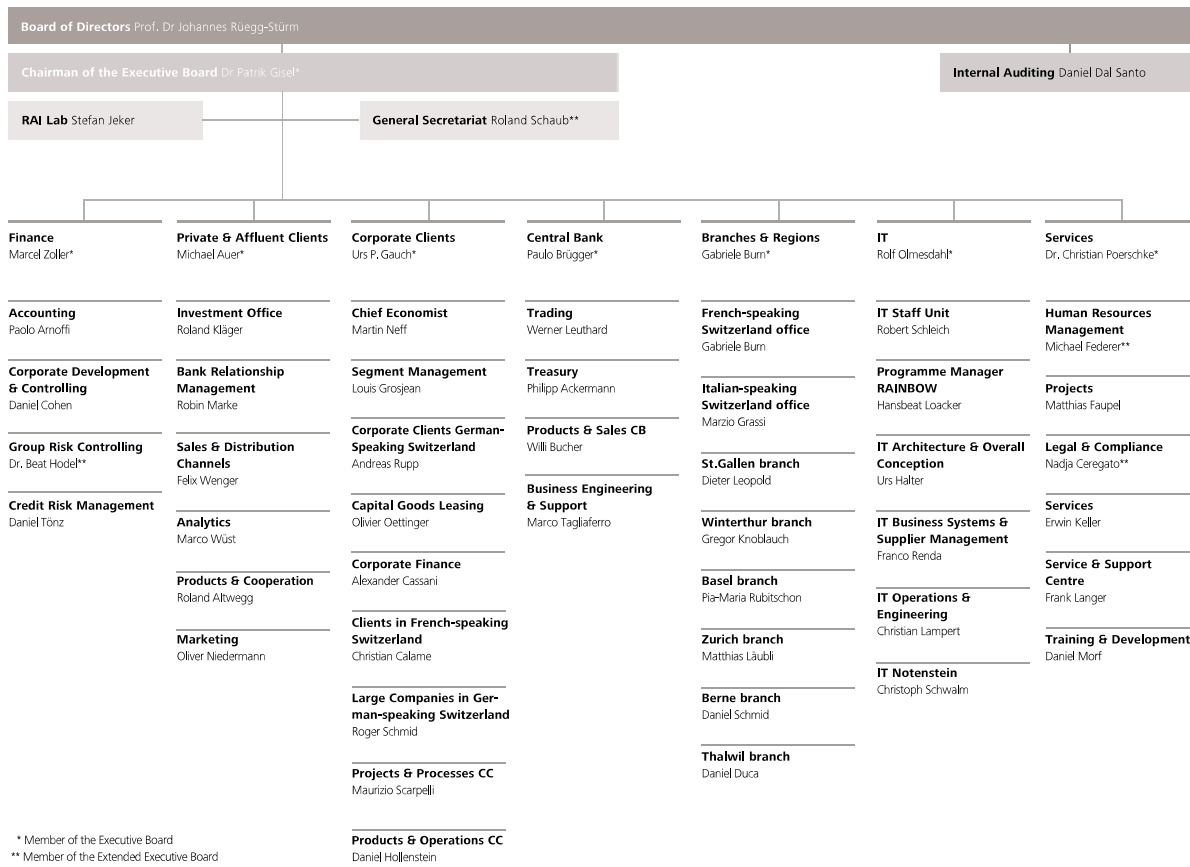 Board of Directors Prof. Dr Johannes Rüegg-Stürm
Chairman of the Executive Board Dr Patrik Gisel*
Internal Auditing Daniel Dal Santo
RAI Lab Stefan Jeker
General Secretariat Roland Schaub**
Finance
Marcel Zoller*
Accounting
Paolo Arnoffi
Corporate Development
& Controlling
Daniel Cohen
Group Risk Controlling
Dr. Beat Hodel**
Credit Risk Management
Daniel Tönz
Private & Affluent Clients
Michael Auer*
Investment Office
Roland Kläger
Bank Relationship
Management
Robin Marke
Sales & Distribution
Channels
Felix Wenger
Analytics
Marco Wüst
Products & Cooperation
Roland Altwegg
Marketing
Oliver Niedermann
Corporate Clients
Urs P. Gauch*
Chief Economist
Martin Neff
Segment Management
Louis Grosjean
Corporate Clients German-
Speaking Switzerland
Andreas Rupp
Capital Goods Leasing
Olivier Oettinger
Corporate Finance
Alexander Cassani
Clients in French-speaking
Switzerland
Christian Calame
Large Companies in Ger-
man-speaking Switzerland
Roger Schmid
Projects & Processes CC
Maurizio Scarpelli
Products & Operations CC
Daniel Hollenstein
Central Bank
Paulo Brügger*
Trading
Werner Leuthard
Treasury
Philipp Ackermann
Products & Sales CB
Willi Bucher
Business Engineering
& Support
Marco Tagliaferro
Branches & Regions
Gabriele Burn*
French-speaking
Switzerland office
Gabriele Burn
Italian-speaking
Switzerland office
Marzio Grassi
St.Gallen branch
Dieter Leopold
Winterthur branch
Gregor Knoblauch
Basel branch
Pia-Maria Rubitschon
Zurich branch
Matthias Läubli
Berne branch
Daniel Schmid
Thalwil branch
Daniel Duca
IT
Rolf Olmesdahl*
IT Staff Unit
Robert Schleich
Programme Manager
RAINBOW
Hansbeat Loacker
IT Architecture & Overall
Conception
Urs Halter
IT Business Systems &
Supplier Management
Franco Renda
IT Operations &
Engineering
Christian Lampert
IT Notenstein
Christoph Schwalm
Services
Dr. Christian Poerschke*
Human Resources
Management
Michael Federer**
Projects
Matthias Faupel
Legal & Compliance
Nadja Ceregato**
Services
Erwin Keller
Service & Support
Centre
Frank Langer
Training & Development
Daniel Morf
* Member of the Executive Board
** Member of the Extended Executive Board